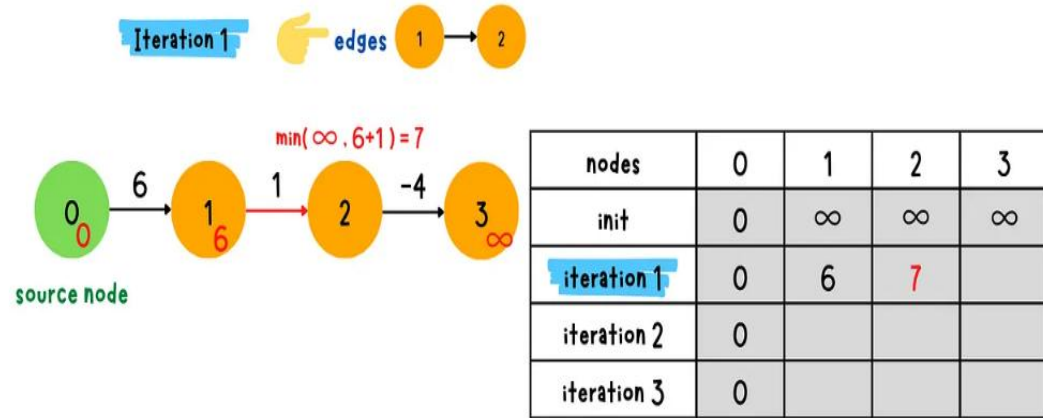 Iteration 1 edges 1 2
min(∞, 6+1) = 7
6 1 -4
0 1 2 3
0 6 ∞
source node
nodes 0 1 2 3
init 0 ∞ ∞ ∞
iteration 1 0 6 7
iteration 2 0
iteration 3 0